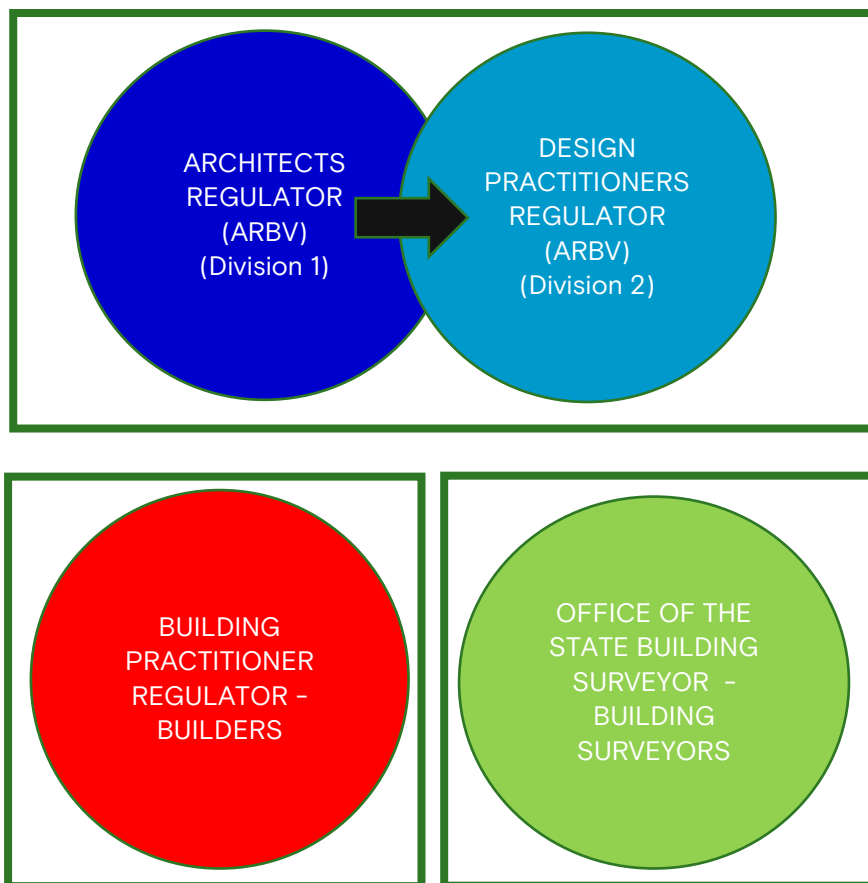 ARCHITECTS
REGULATOR
(ARBV)
(Division 1)
DESIGN
PRACTITIONERS
REGULATOR
(ARBV)
(Division 2)
BUILDING
PRACTITIONER
REGULATOR -
BUILDERS
OFFICE OF THE
STATE BUILDING
SURVEYOR -
BUILDING
SURVEYORS